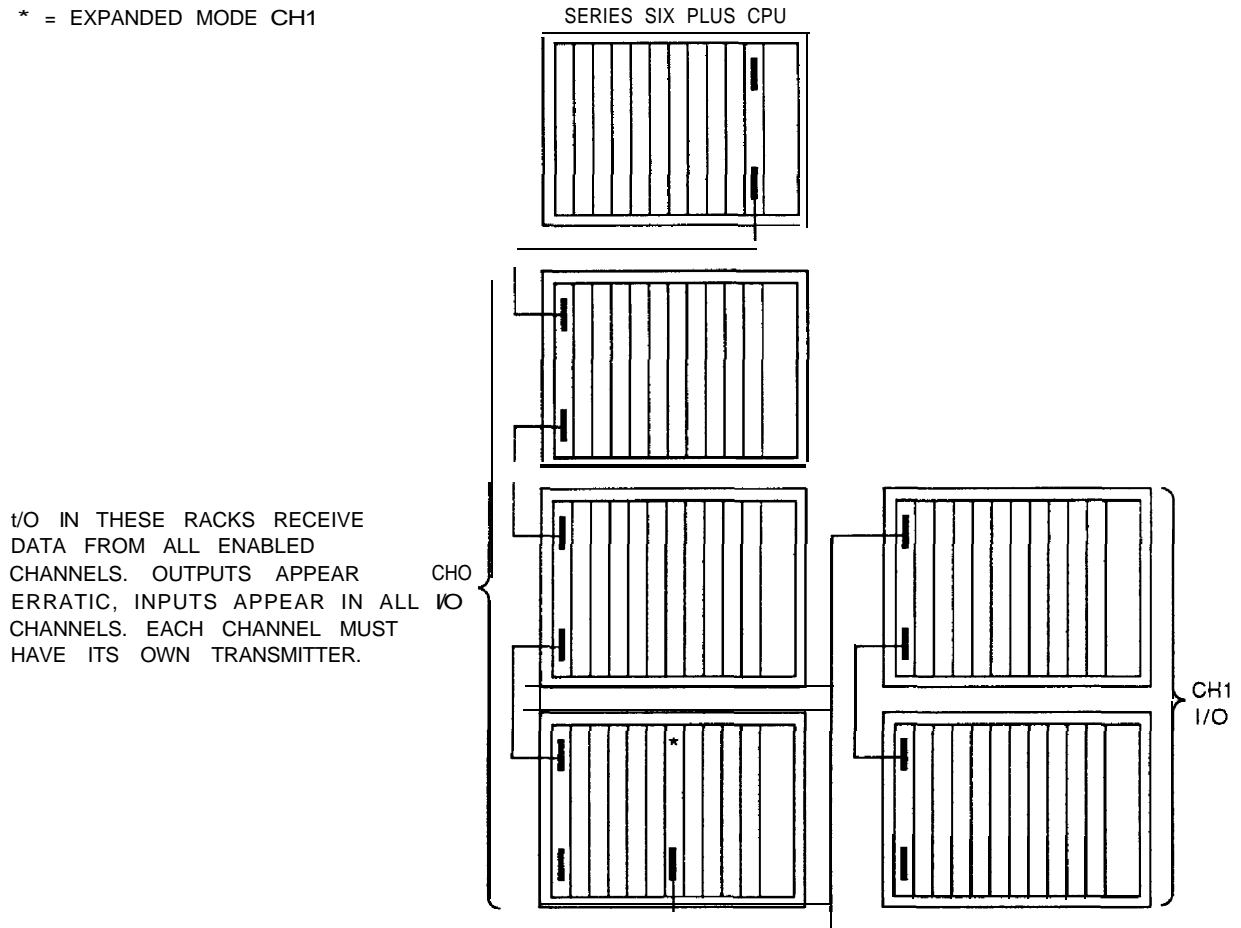 * = EXPANDED MODE CH1
SERIES SIX PLUS CPU
t/O IN THESE RACKS RECEIVE
DATA FROM ALL ENABLED
CHANNELS. OUTPUTS APPEAR
ERRATIC, INPUTS APPEAR IN ALL
CHANNELS. EACH CHANNEL MUST
HAVE ITS OWN TRANSMITTER.
CHO
I/O
*
CH1
I/O